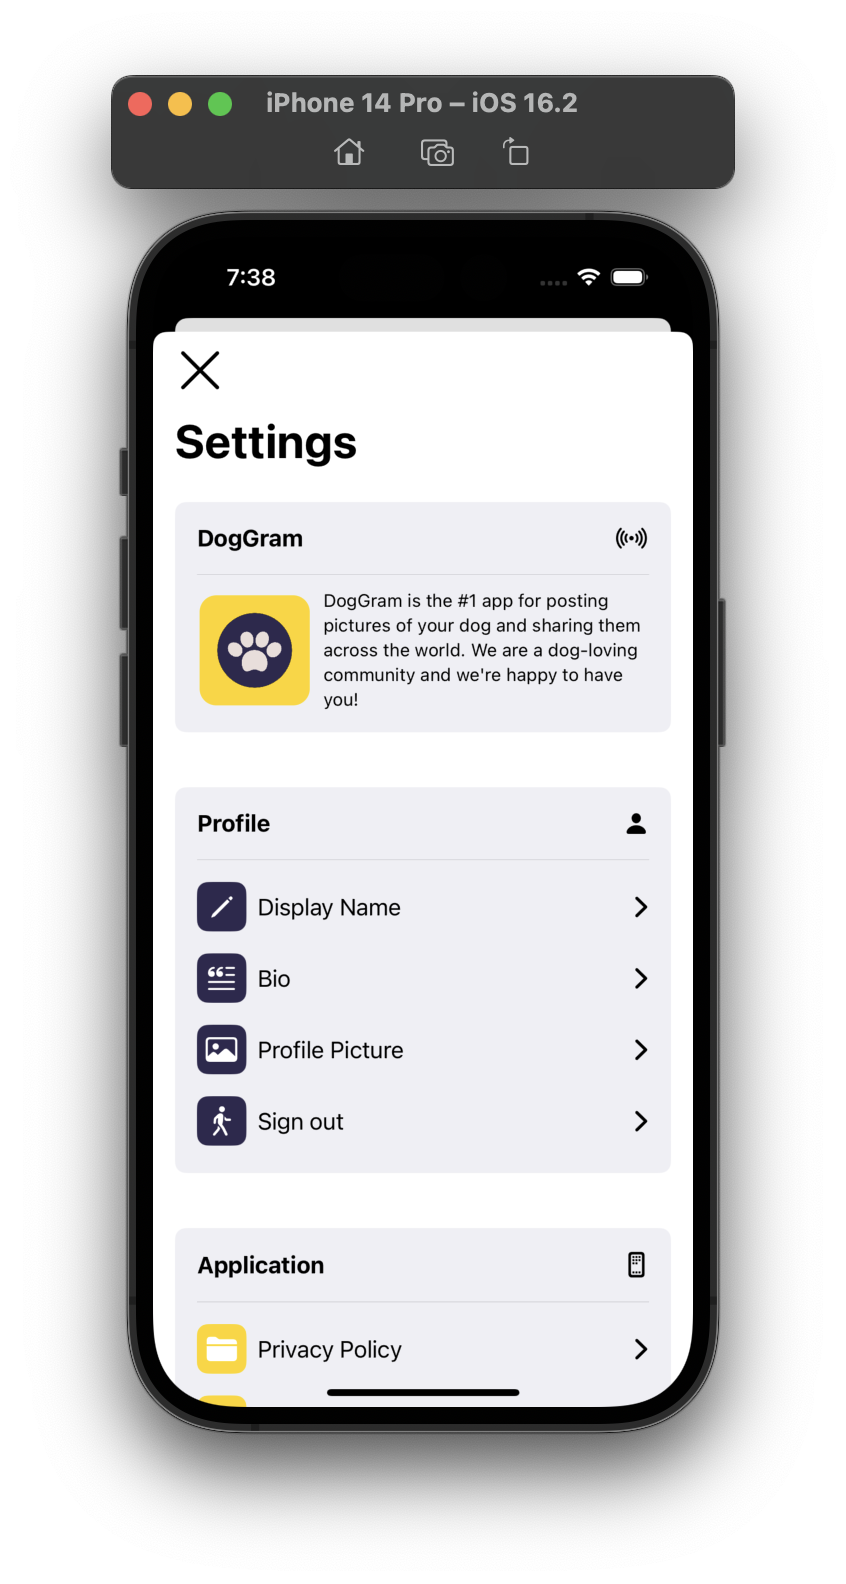 iPhone 14 Pro – iOS 16.2
7:38
Settings
DogGram
DogGram is the #1 app for posting
pictures of your dog and sharing them
across the world. We are a dog-loving
community and we're happy to have
you!
Profile
Display Name
Bio
Profile Picture
Sign out
Application
Privacy Policy